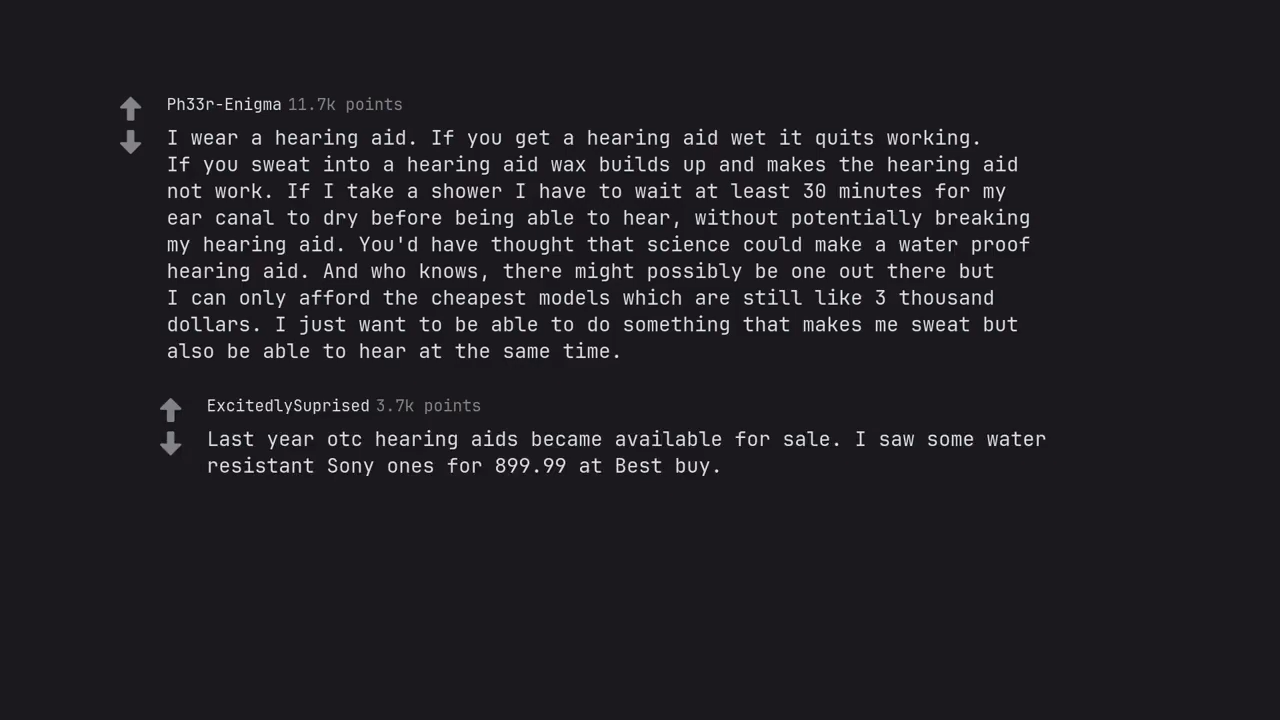 Ph33r-Enigma 11.7k points
I wear a hearing aid. If you get a hearing aid wet it quits working.
If you sweat into a hearing aid wax builds up and makes the hearing aid
not work. If I take a shower I have to wait at least 30 minutes for my
ear canal to dry before being able to hear, without potentially breaking
my hearing aid. You'd have thought that science could make a water proof
hearing aid. And who knows, there might possibly be one out there but
I can only afford the cheapest models which are still like 3 thousand
dollars. I just want to be able to do something that makes me sweat but
also be able to hear at the same time.
ExcitedlySuprised 3.7k points
Last year otc hearing aids became available for sale. I saw some water
resistant Sony ones for 899.99 at Best buy.